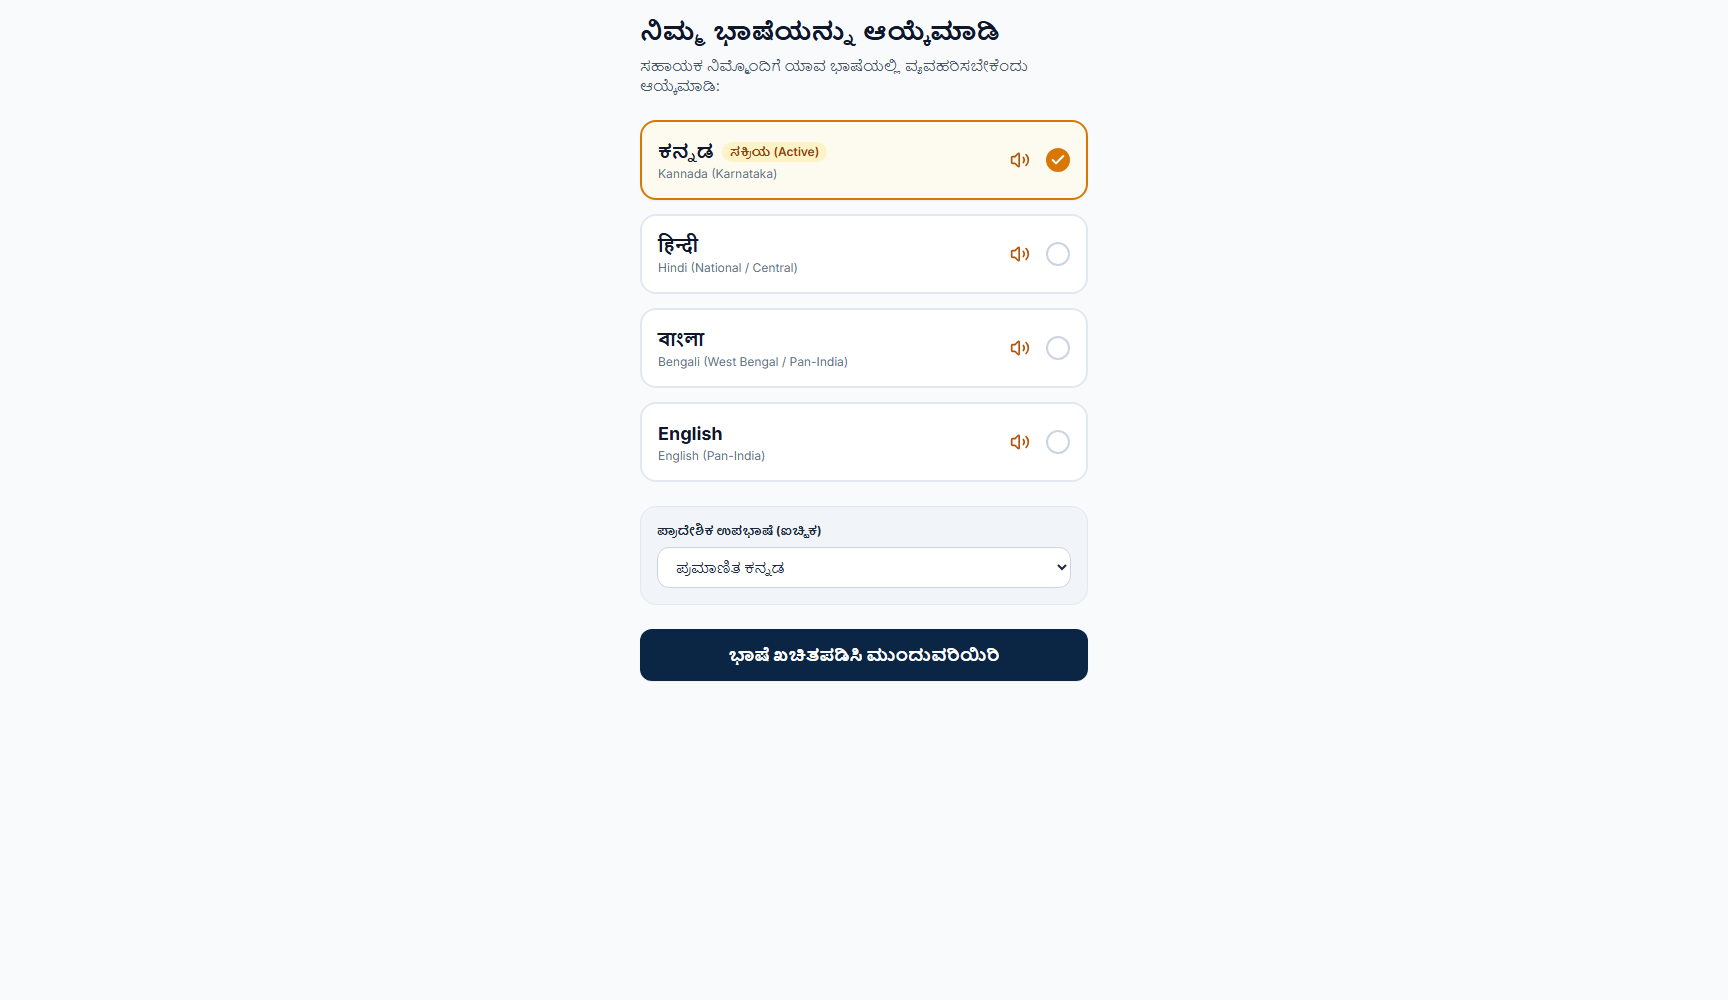 ನಿಮ್ಮ ಭಾಷೆಯನ್ನು ಆಯ್ಕೆಮಾಡಿ
ಸಹಾಯಕ ನಿಮ್ಮೊಂದಿಗೆ ಯಾವ ಭಾಷೆಯಲ್ಲಿ ವ್ಯವಹರಿಸಬೇಕೆಂದು
ಆಯ್ಕೆಮಾಡಿ:
ಕನ್ನಡ ಸಕ್ರಿಯ (Active)
Kannada (Karnataka)
हिन्दी
Hindi (National / Central)
বাংলা
Bengali (West Bengal / Pan-India)
English
English (Pan-India)
ಪ್ರಾದೇಶಿಕ ಉಪಭಾಷೆ (ಐಚ್ಛಿಕ)
ಪ್ರಮಾಣಿತ ಕನ್ನಡ
ಭಾಷೆ ಖಚಿತಪಡಿಸಿ ಮುಂದುವರಿಯಿರಿ